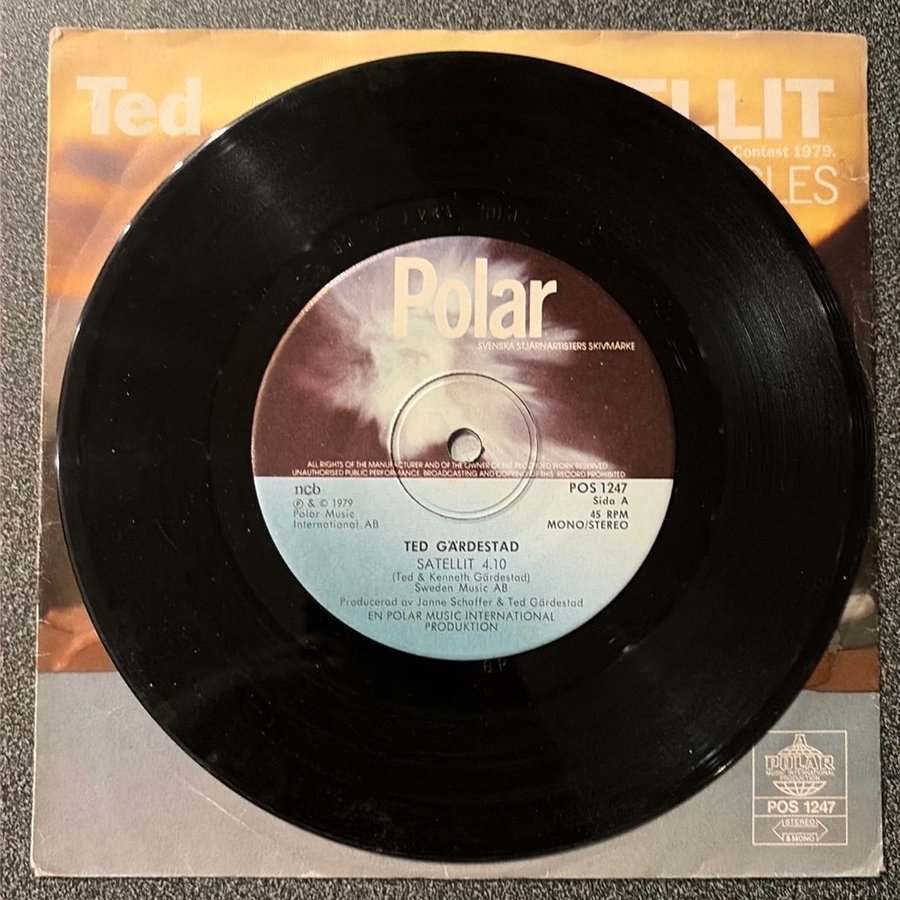 Ted
LLIT
Contest 1979.
BLES
Polar
SVENSKA STJÄRNARTISTERS SKIVMÄRKE
ALL RIGHTS OF THE MANUFACTURER AND OF THE OWNER OF THE RECORDED WORK RESERVED
UNAUTHORISED PUBLIC PERFORMANCE BROADCASTING AND COPYING OF THIS RECORD PROHIBITED
ncb
℗ & © 1979
Polar Music
International AB
POS 1247
Sida A
45 RPM
MONO/STEREO
TED GÄRDESTAD
SATELLIT 4.10
(Ted & Kenneth Gärdestad)
Sweden Music AB
Producerad av Janne Schaffer & Ted Gärdestad
EN POLAR MUSIC INTERNATIONAL
PRODUKTION
POLAR
MUSIC INTERNATIONAL
PRODUCTION
POS 1247
STEREO
& MONO